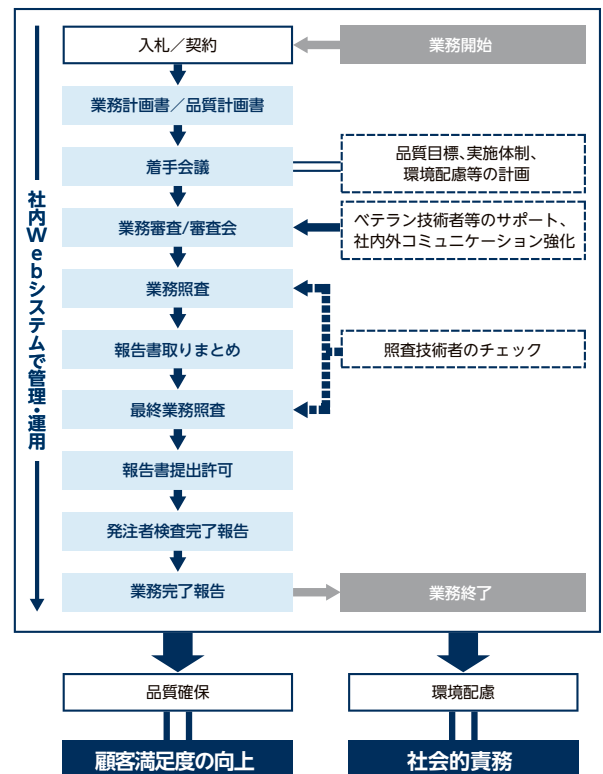 入札／契約
業務開始
業務計画書／品質計画書
着手会議
品質目標、実施体制、
環境配慮等の計画
業務審査/審査会
ベテラン技術者等のサポート、
社内外コミュニケーション強化
業務照査
報告書取りまとめ
照査技術者のチェック
最終業務照査
報告書提出許可
発注者検査完了報告
業務完了報告
業務終了
社内Webシステムで管理・運用
品質確保
環境配慮
顧客満足度の向上
社会的責務